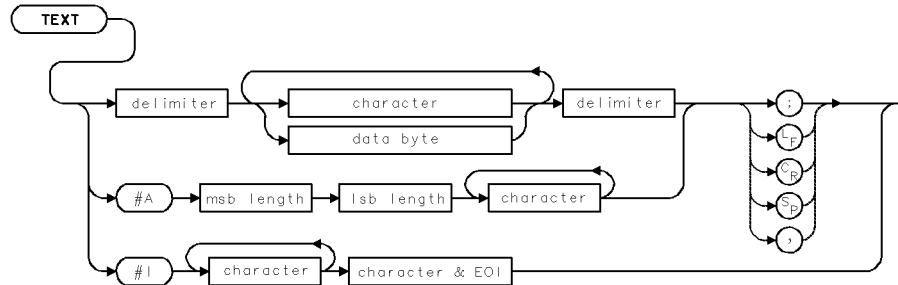 TEXT
delimiter character delimiter ;
data byte LF
CR
#A msb length lsb length character SP
,
#I character character & EOI